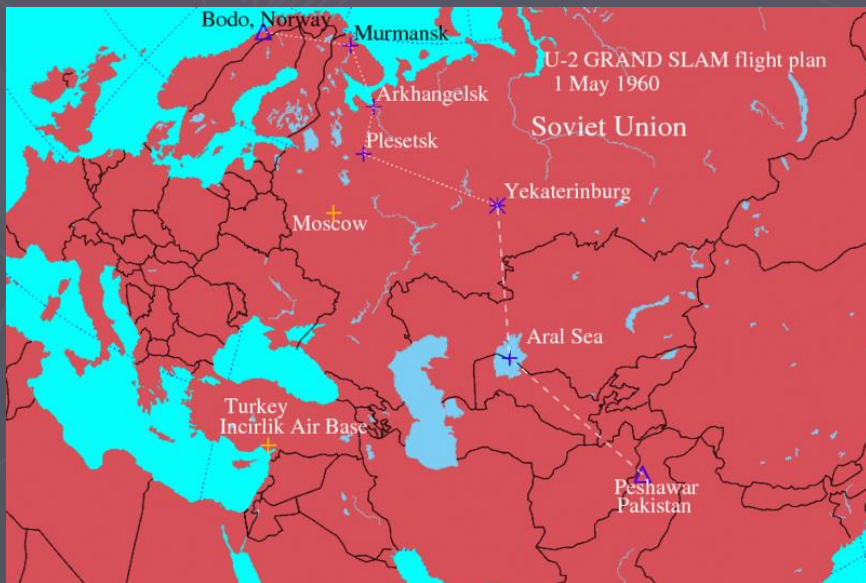 Bodo, Norway
Murmansk
U-2 GRAND SLAM flight plan
1 May 1960
Arkhangelsk
Soviet Union
Plesetsk
Yekaterinburg
Moscow
Aral Sea
Turkey
Incirlik Air Base
Peshawar
Pakistan